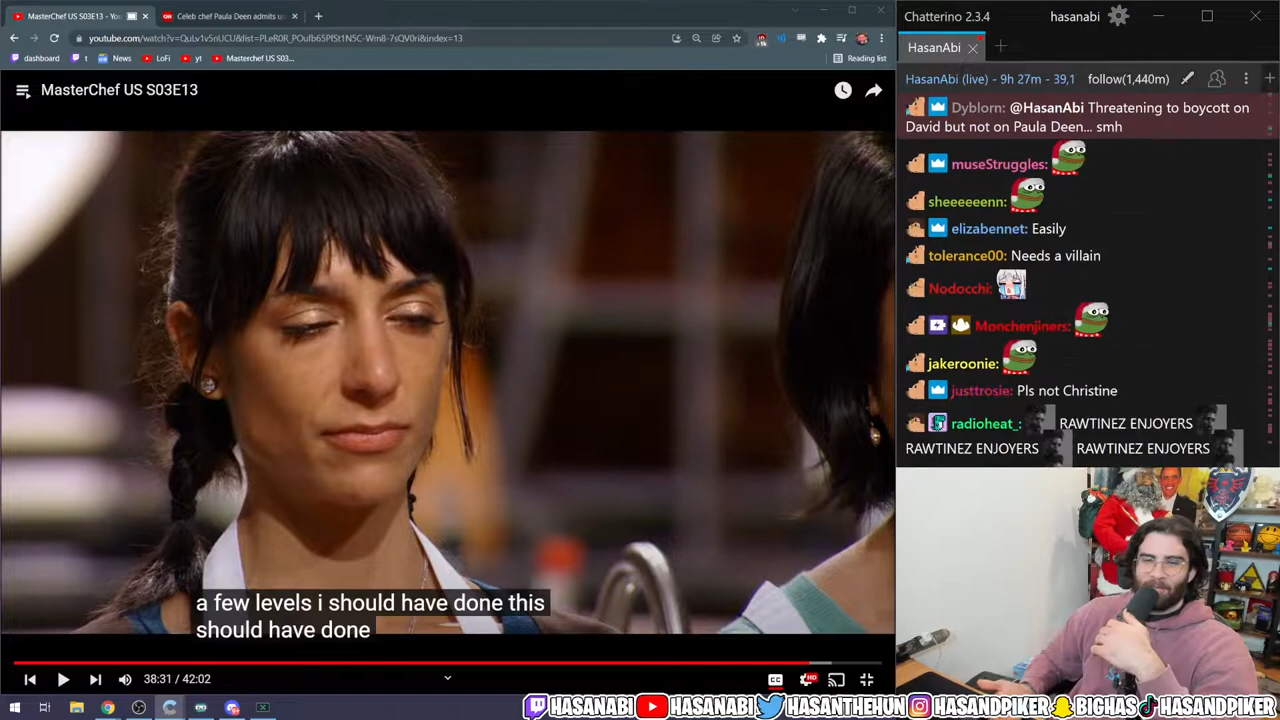 MasterChef US S03E13 - Yo
Celeb chef Paula Deen admits us
youtube.com/watch?v=QuLv1v5nUCU&list=PLeR0R_POufb65PfSt1N5C-Wm8-7sQV0ri&index=13
dashboard
t
News
LoFi
yt
Masterchef US S03...
Reading list
MasterChef US S03E13
a few levels i should have done this
should have done
38:31 / 42:02
CC
HD
Chatterino 2.3.4
hasanabi
HasanAbi
HasanAbi (live) - 9h 27m - 39,1
follow(1,440m)
Dyblorn: @HasanAbi Threatening to boycott on
David but not on Paula Deen... smh
museStruggles:
sheeeeeenn:
elizabennet: Easily
tolerance00: Needs a villain
Nodocchi:
Monchenjiners:
jakeroonie:
justtrosie: Pls not Christine
radioheat_: RAWTINEZ ENJOYERS
RAWTINEZ ENJOYERS RAWTINEZ ENJOYERS
HASANABI HASANABI HASANTHEHUN HASANDPIKER BIGHAS HASANDPIKER